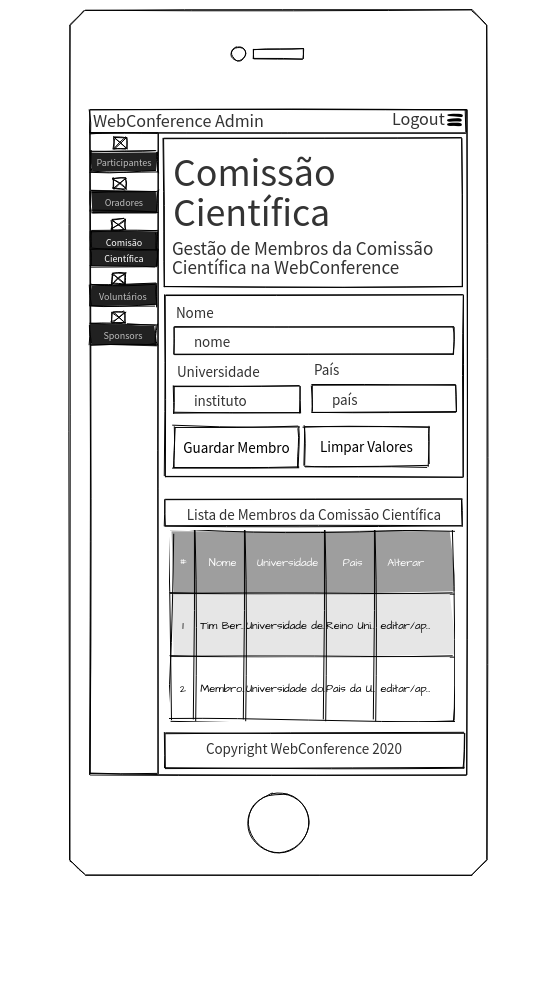 WebConference Admin
Logout
Participantes
Oradores
Comisão
Científica
Voluntários
Sponsors
Comissão
Científica
Gestão de Membros da Comissão
Científica na WebConference
Nome
nome
Universidade
País
instituto
país
Guardar Membro
Limpar Valores
Lista de Membros da Comissão Científica
# Nome Universidade País Alterar
1 Tim Ber.. Universidade de Reino Uni.. editar/ap..
2 Membro Universidade do País da U.. editar/ap..
Copyright WebConference 2020